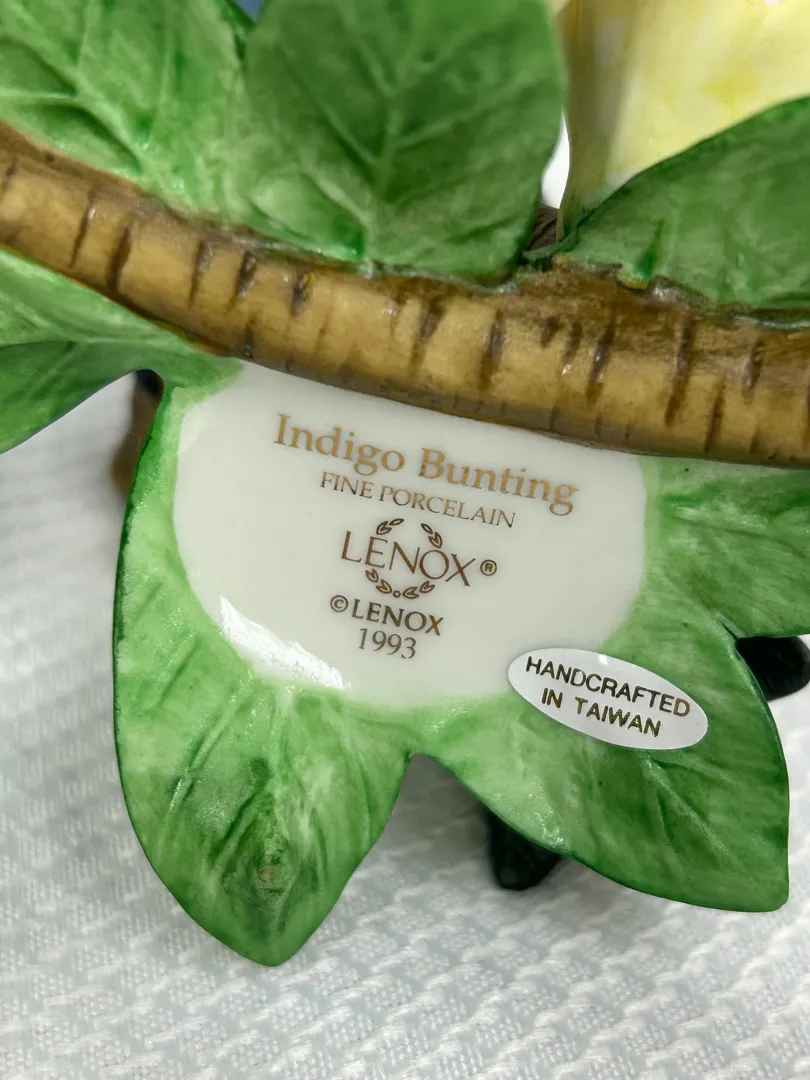 Indigo Bunting
FINE PORCELAIN
LENOX®
©LENOX
1993
HANDCRAFTED
IN TAIWAN